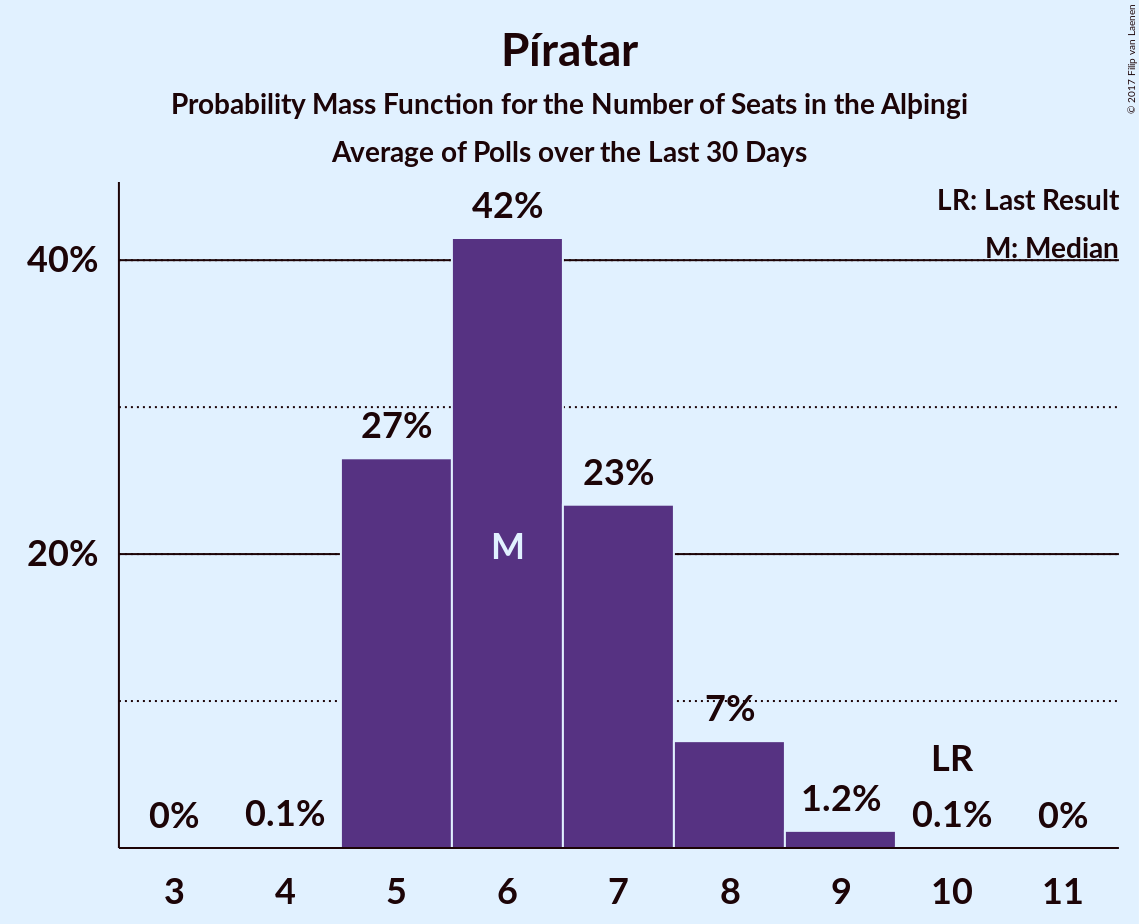 Píratar
Probability Mass Function for the Number of Seats in the Alþingi
Average of Polls over the Last 30 Days
© 2017 Filip van Laenen
LR: Last Result
M: Median
40%
20%
0%
0.1%
27%
42%
M
23%
7%
1.2%
LR
0.1%
0%
3 4 5 6 7 8 9 10 11